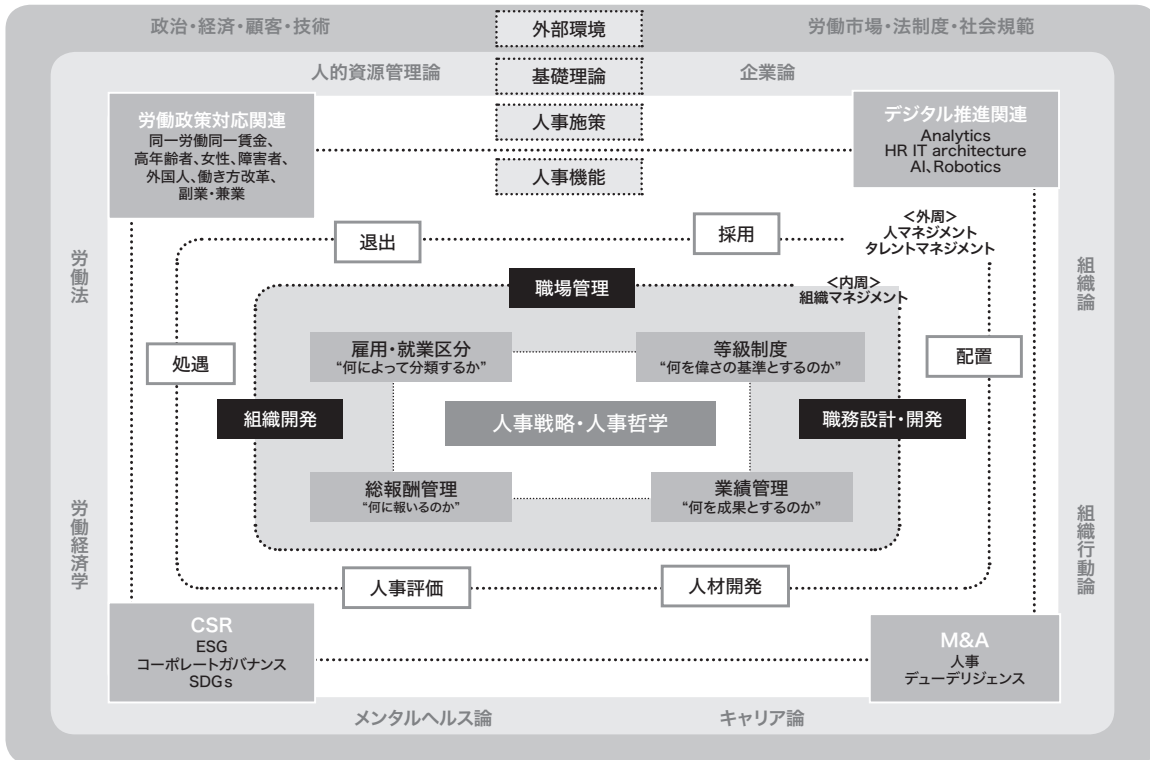 政治・経済・顧客・技術
外部環境
労働市場・法制度・社会規範
人的資源管理論
基礎理論
企業論
労働政策対応関連
同一労働同一賃金、
高年齢者、女性、障害者、
外国人、働き方改革、
副業・兼業
人事施策
人事機能
デジタル推進関連
Analytics
HR IT architecture
AI、Robotics
退出
採用
<外周>
人マネジメント
タレントマネジメント
労働法
組織論
職場管理
<内周>
組織マネジメント
処遇
雇用・就業区分
“何によって分類するか”
等級制度
“何を偉さの基準とするのか”
配置
組織開発
人事戦略・人事哲学
職務設計・開発
総報酬管理
“何に報いるのか”
業績管理
“何を成果とするのか”
労働経済学
組織行動論
人事評価
人材開発
CSR
ESG
コーポレートガバナンス
SDGs
M&A
人事
デューデリジェンス
メンタルヘルス論
キャリア論